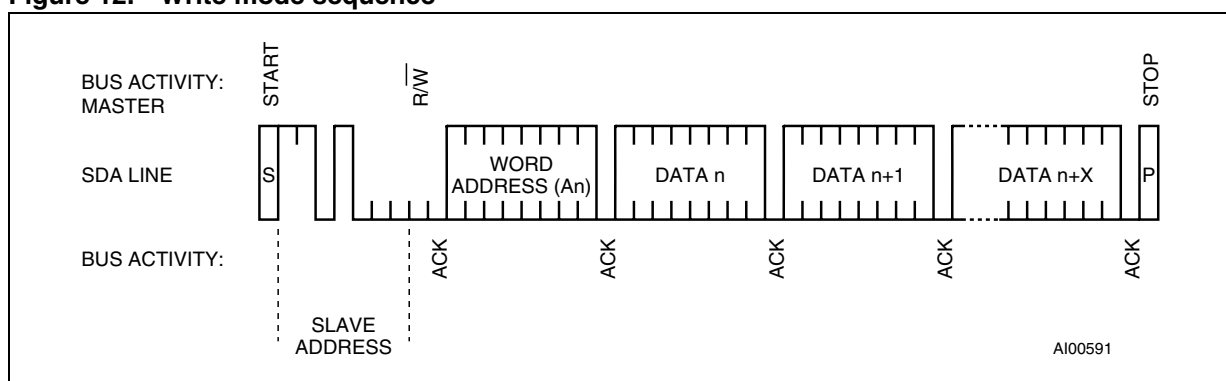 Figure 12. Write mode sequence
BUS ACTIVITY:
MASTER
START
R/W
STOP
SDA LINE
S
WORD
ADDRESS (An)
DATA n
DATA n+1
DATA n+X
P
BUS ACTIVITY:
ACK
ACK
ACK
ACK
ACK
SLAVE
ADDRESS
AI00591